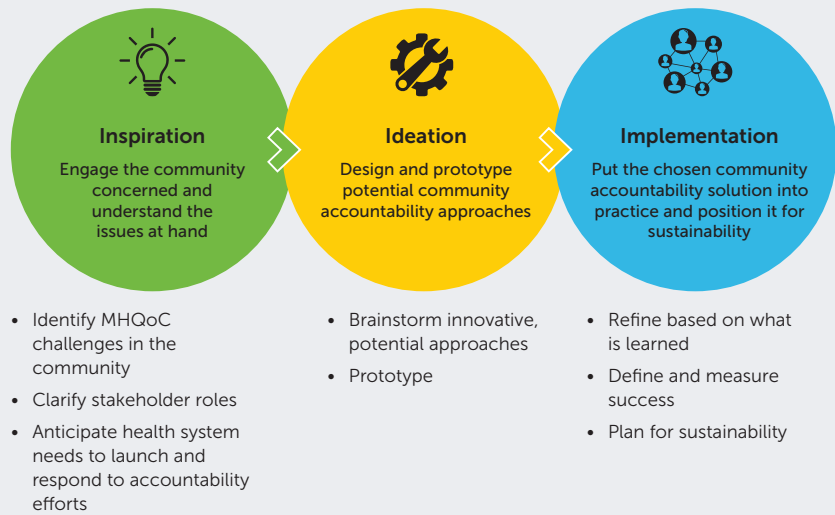 Inspiration
Engage the community
concerned and
understand the
issues at hand
Ideation
Design and prototype
potential community
accountability approaches
Implementation
Put the chosen community
accountability solution into
practice and position it for
sustainability
• Identify MHQoC
challenges in the
community
• Clarify stakeholder roles
• Anticipate health system
needs to launch and
respond to accountability
efforts
• Brainstorm innovative,
potential approaches
• Prototype
• Refine based on what
is learned
• Define and measure
success
• Plan for sustainability